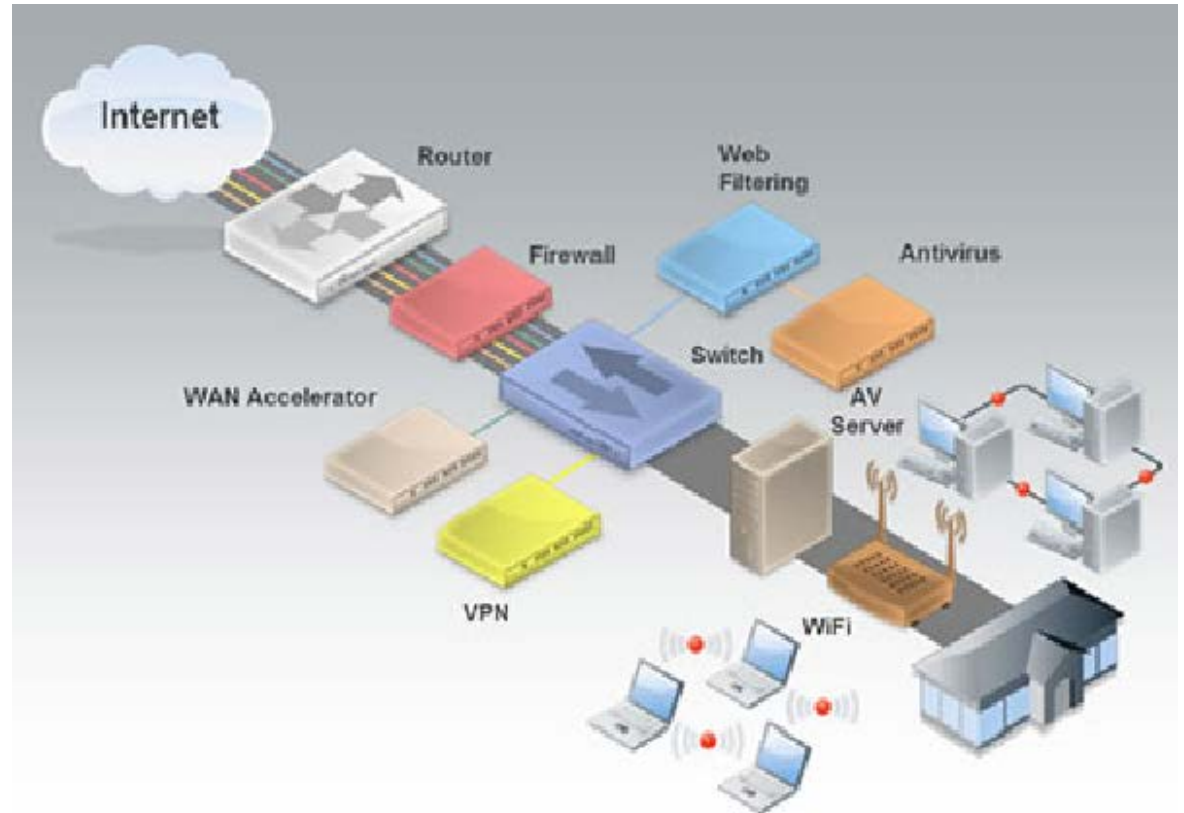 Internet
Router
Web
Filtering
Firewall
Antivirus
Switch
WAN Accelerator
AV
Server
VPN
WiFi